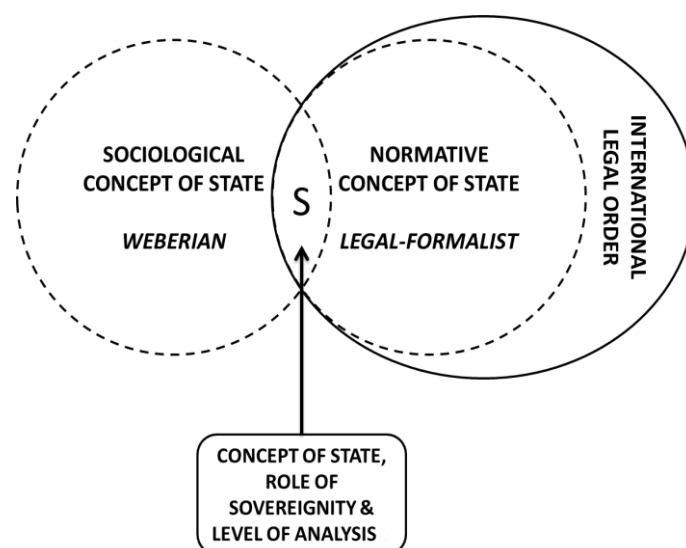 SOCIOLOGICAL
CONCEPT OF STATE
WEBERIAN
S
NORMATIVE
CONCEPT OF STATE
LEGAL-FORMALIST
INTERNATIONAL
LEGAL ORDER
CONCEPT OF STATE,
ROLE OF
SOVEREIGNITY &
LEVEL OF ANALYSIS